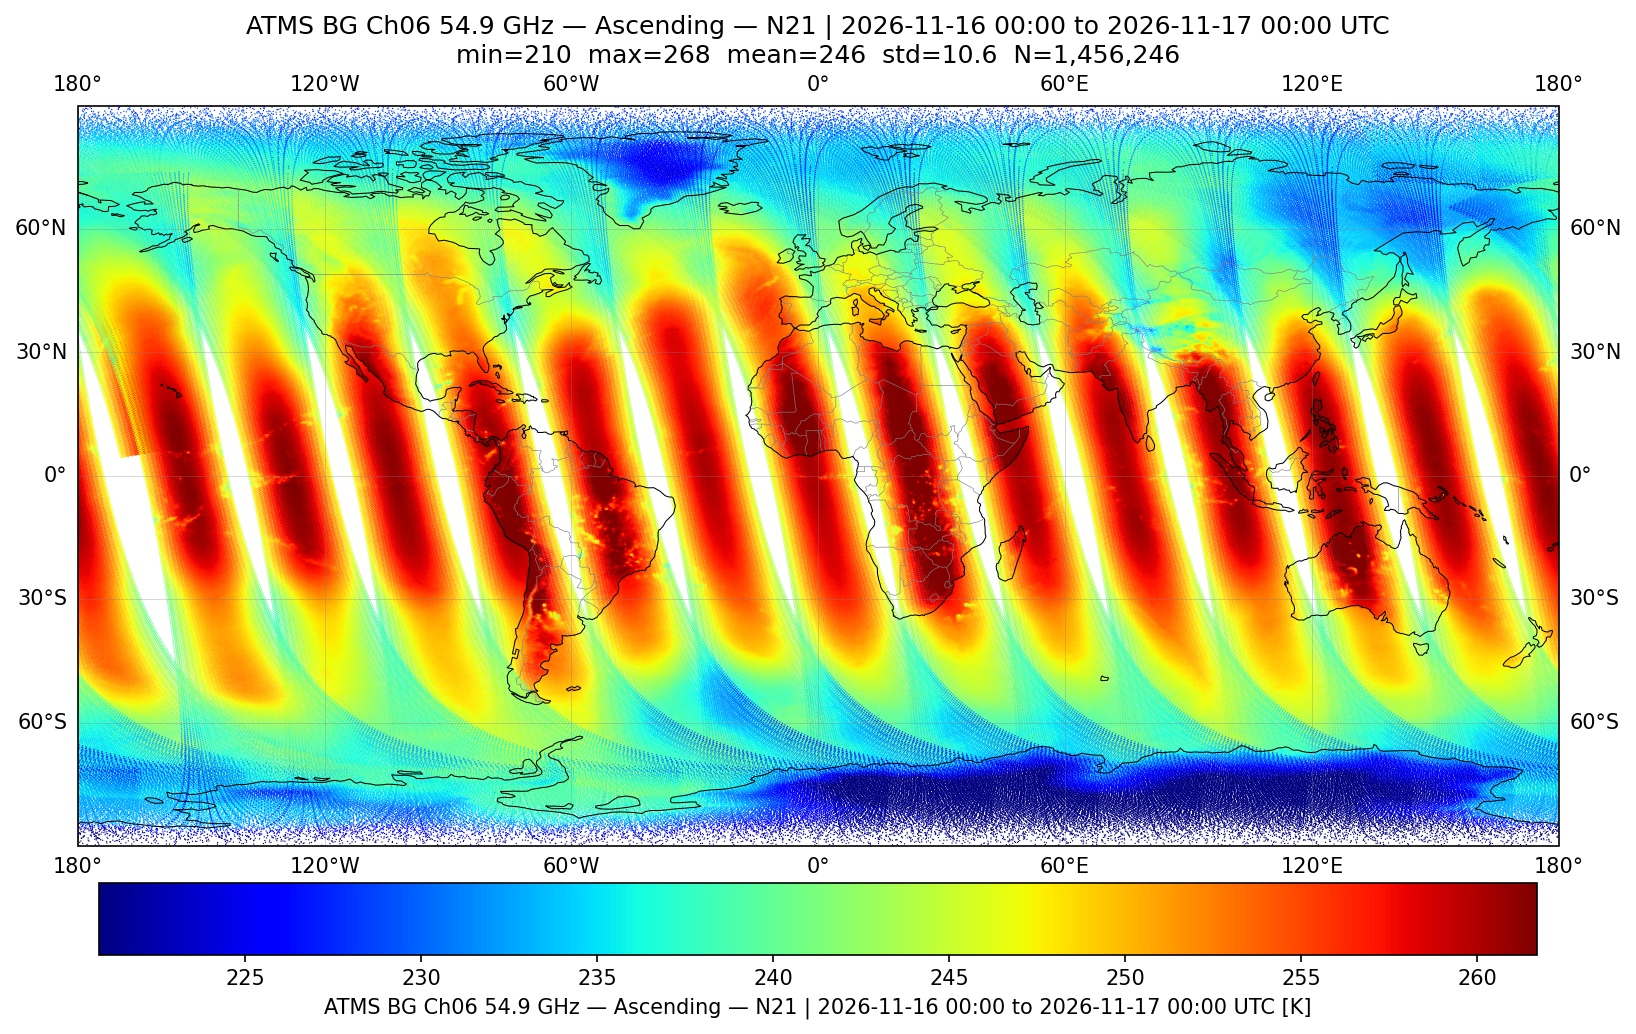 ATMS BG Ch06 54.9 GHz — Ascending — N21 | 2026-11-16 00:00 to 2026-11-17 00:00 UTC
min=210  max=268  mean=246  std=10.6  N=1,456,246
180° 120°W 60°W 0° 60°E 120°E 180°
60°N 60°N
30°N 30°N
0° 0°
30°S 30°S
60°S 60°S
180° 120°W 60°W 0° 60°E 120°E 180°
225 230 235 240 245 250 255 260
ATMS BG Ch06 54.9 GHz — Ascending — N21 | 2026-11-16 00:00 to 2026-11-17 00:00 UTC [K]